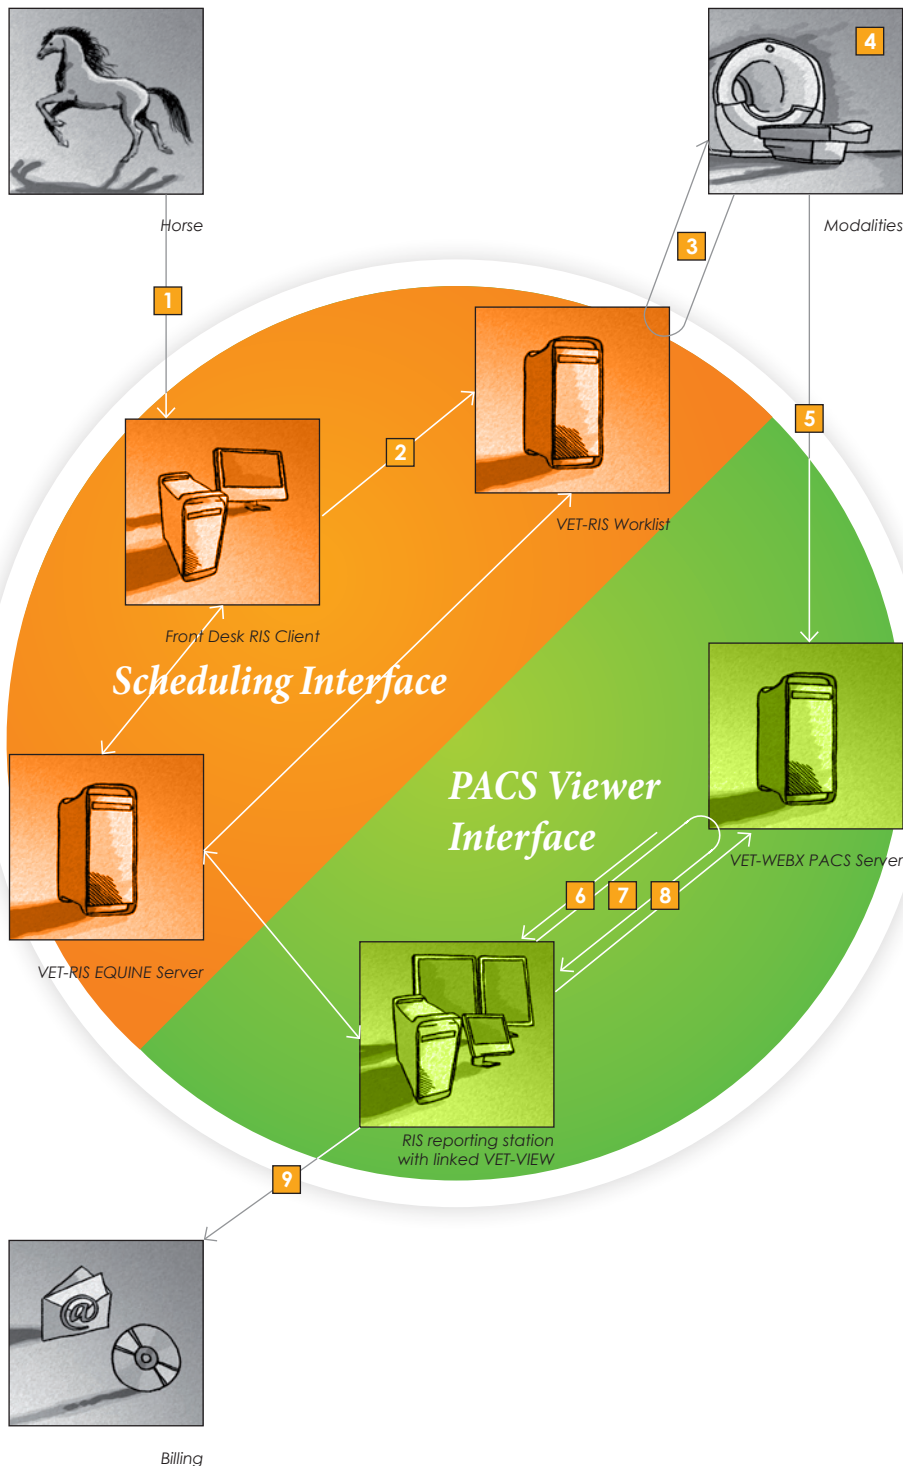 4
Horse
Modalities
3
1
5
2
VET-RIS Worklist
Front Desk RIS Client
Scheduling Interface
PACS Viewer
Interface
VET-WEBX PACS Server
6
7
8
VET-RIS EQUINE Server
RIS reporting station
with linked VET-VIEW
9
@
Billing